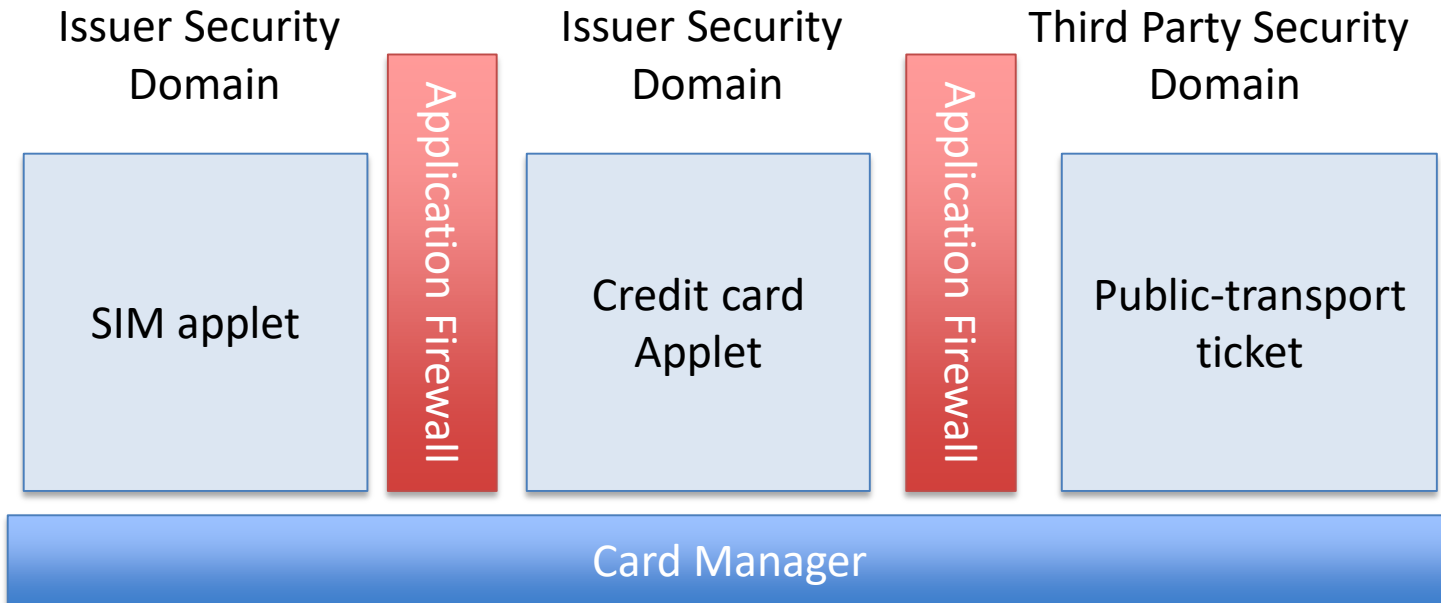 Issuer Security
Domain
Application Firewall
Issuer Security
Domain
Application Firewall
Third Party Security
Domain
SIM applet
Credit card
Applet
Public-transport
ticket
Card Manager